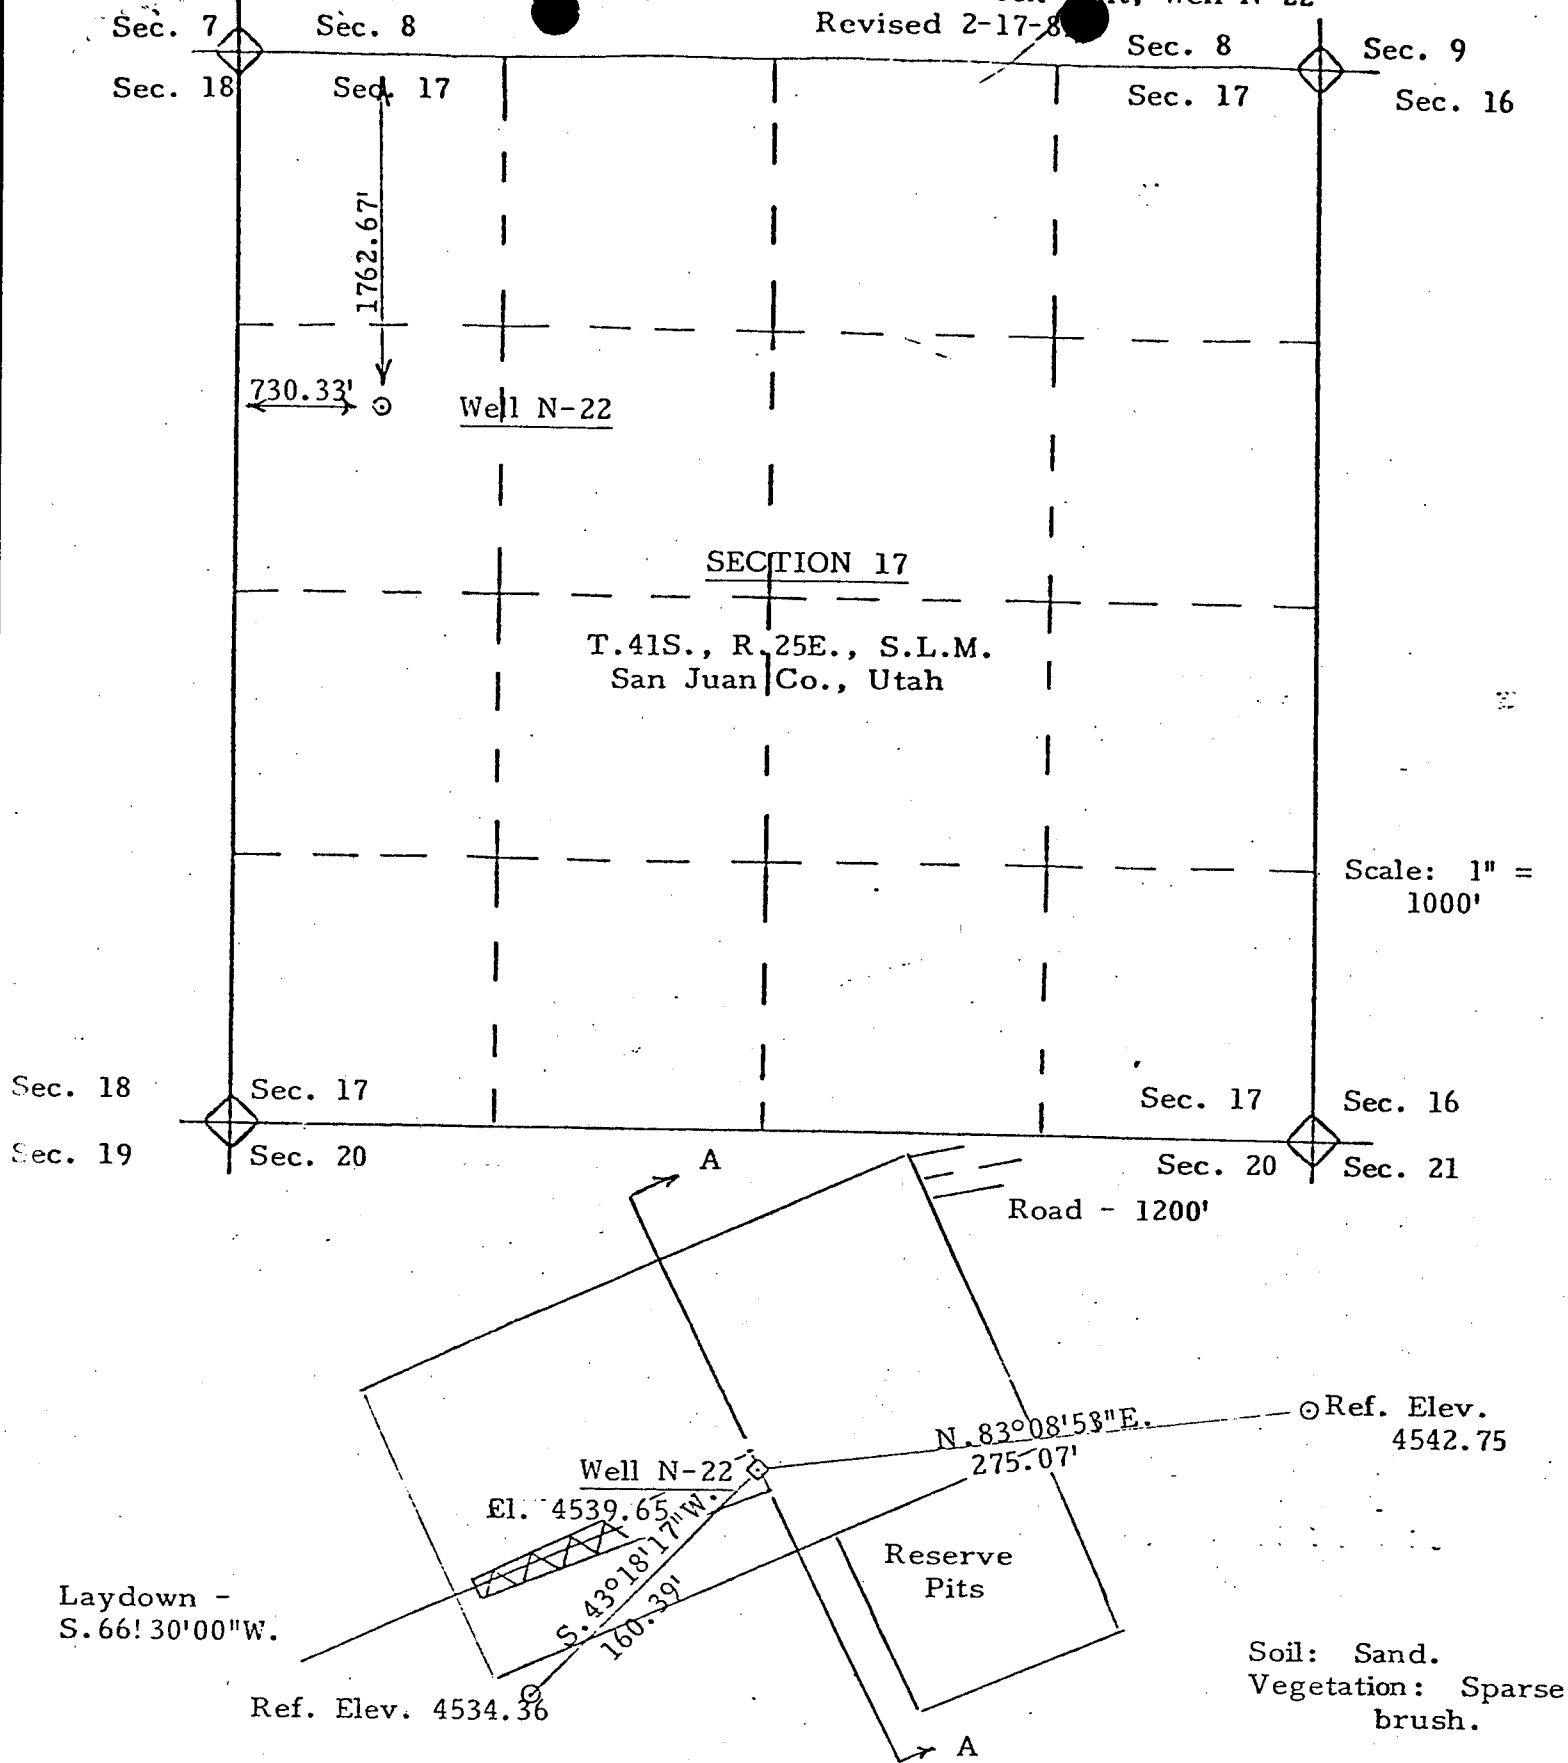 Well N-22
Revised 2-17-8
Sec. 7 Sec. 8
Sec. 8 Sec. 9
Sec. 18 Sec. 17
Sec. 17 Sec. 16
1762.67'
730.33'
Well N-22
SECTION 17
T.41S., R.25E., S.L.M.
San Juan Co., Utah
Scale: 1" =
1000'
Sec. 18 Sec. 17
Sec. 17 Sec. 16
Sec. 19 Sec. 20
Sec. 20 Sec. 21
A
Road - 1200'
Ref. Elev.
4542.75
N.83°08'53"E.
275.07'
Well N-22
El. 4539.65
S.43°18'17"W.
160.39'
Reserve
Pits
Laydown -
S.66!30'00"W.
Ref. Elev. 4534.36
Soil: Sand.
Vegetation: Sparse
brush.
A